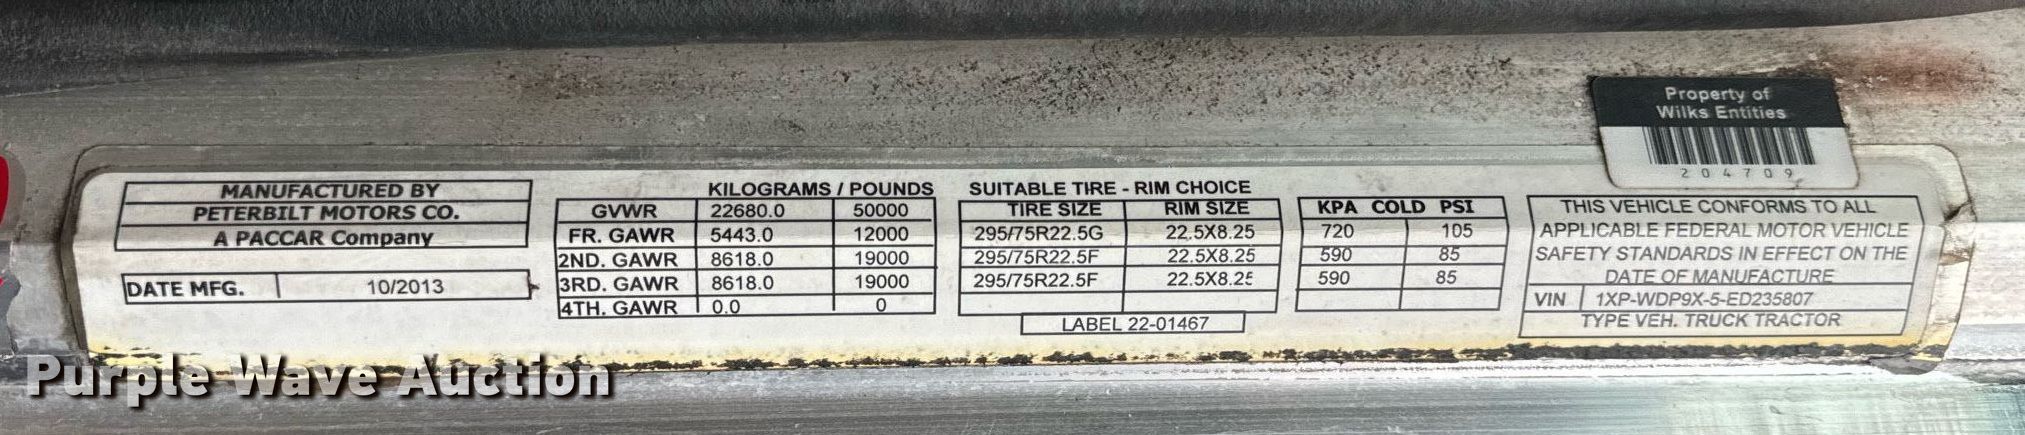 Property of
Wilks Entities
204709
MANUFACTURED BY
PETERBILT MOTORS CO.
A PACCAR Company
DATE MFG. 10/2013
KILOGRAMS / POUNDS
GVWR 22680.0 50000
FR. GAWR 5443.0 12000
2ND. GAWR 8618.0 19000
3RD. GAWR 8618.0 19000
4TH. GAWR 0.0 0
SUITABLE TIRE - RIM CHOICE
TIRE SIZE RIM SIZE
295/75R22.5G 22.5X8.25
295/75R22.5F 22.5X8.25
295/75R22.5F 22.5X8.25
LABEL 22-01467
KPA COLD PSI
720 105
590 85
590 85
THIS VEHICLE CONFORMS TO ALL
APPLICABLE FEDERAL MOTOR VEHICLE
SAFETY STANDARDS IN EFFECT ON THE
DATE OF MANUFACTURE
VIN 1XP-WDP9X-5-ED235807
TYPE VEH. TRUCK TRACTOR
Purple Wave Auction